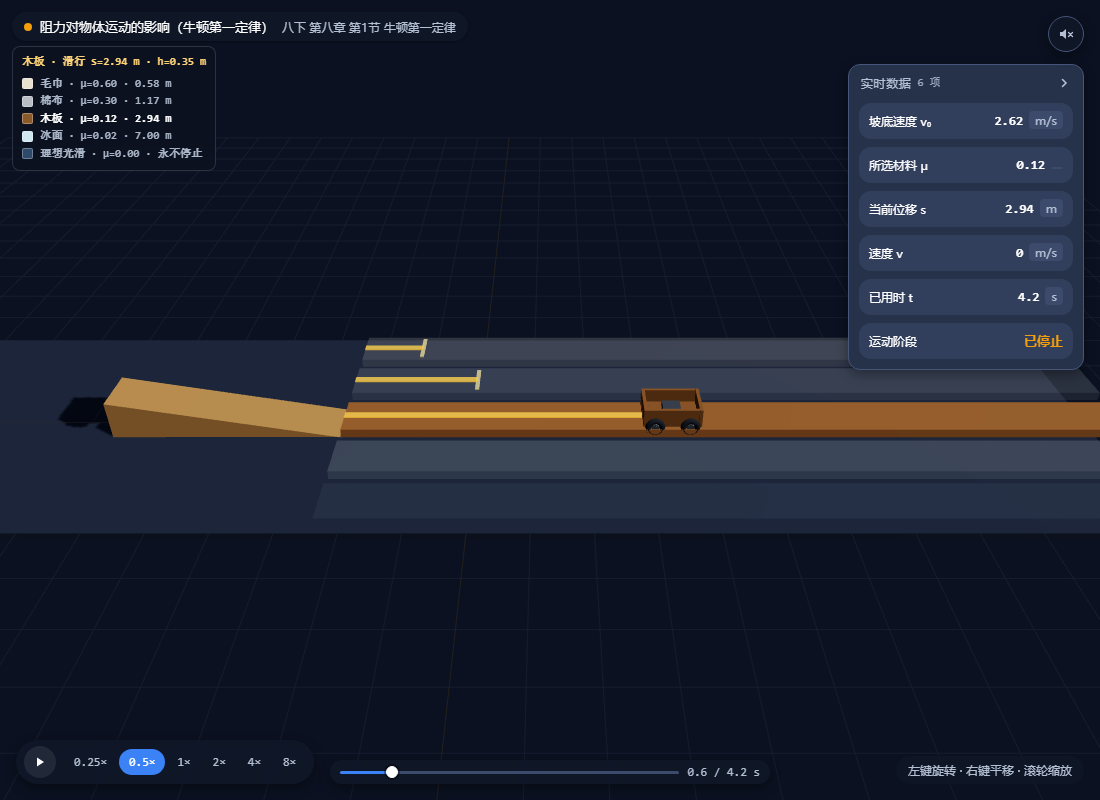 阻力对物体运动的影响（牛顿第一定律） 八下 第八章 第1节 牛顿第一定律
木板 · 滑行 s=2.94 m · h=0.35 m
毛巾 · μ=0.60 · 0.58 m
棉布 · μ=0.30 · 1.17 m
木板 · μ=0.12 · 2.94 m
冰面 · μ=0.02 · 7.00 m
理想光滑 · μ=0.00 · 永不停止
实时数据 6 项
坡底速度 v₀ 2.62 m/s
所选材料 μ 0.12 —
当前位移 s 2.94 m
速度 v 0 m/s
已用时 t 4.2 s
运动阶段 已停止
0.25× 0.5× 1× 2× 4× 8×
0.6 / 4.2 s
左键旋转 · 右键平移 · 滚轮缩放